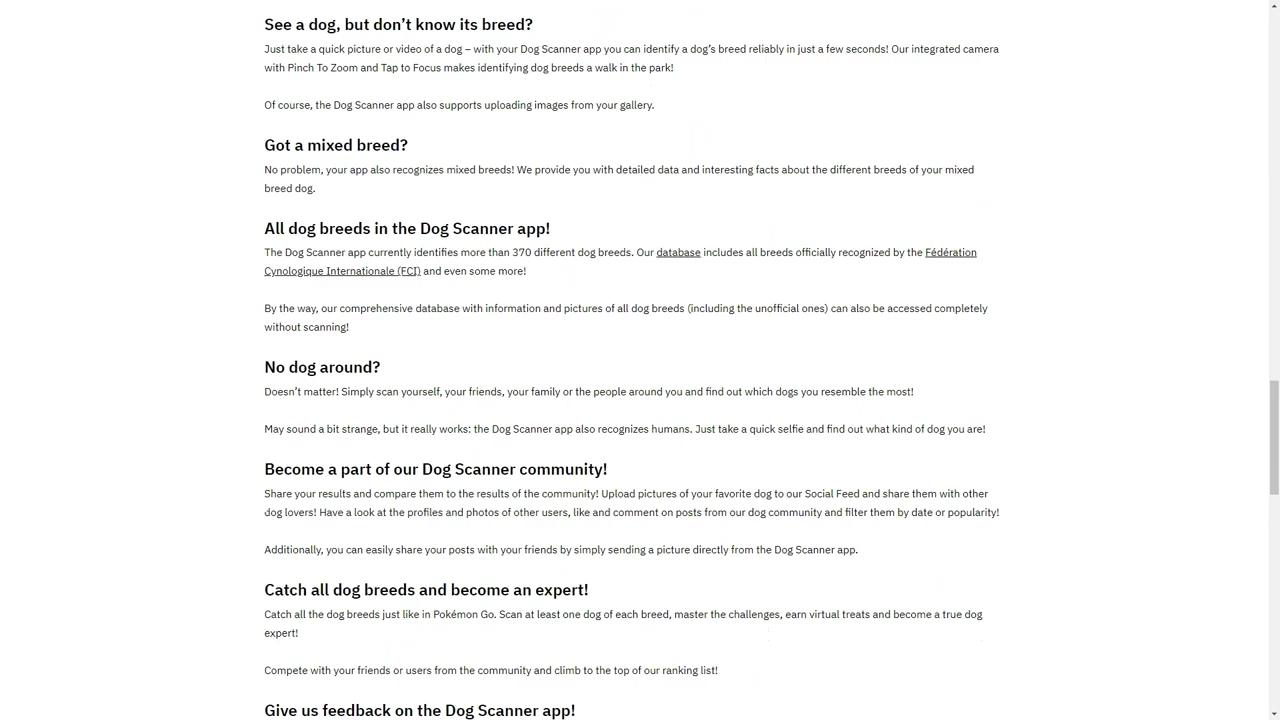 See a dog, but don’t know its breed?
Just take a quick picture or video of a dog – with your Dog Scanner app you can identify a dog’s breed reliably in just a few seconds! Our integrated camera
with Pinch To Zoom and Tap to Focus makes identifying dog breeds a walk in the park!
Of course, the Dog Scanner app also supports uploading images from your gallery.
Got a mixed breed?
No problem, your app also recognizes mixed breeds! We provide you with detailed data and interesting facts about the different breeds of your mixed
breed dog.
All dog breeds in the Dog Scanner app!
The Dog Scanner app currently identifies more than 370 different dog breeds. Our database includes all breeds officially recognized by the Fédération
Cynologique Internationale (FCI) and even some more!
By the way, our comprehensive database with information and pictures of all dog breeds (including the unofficial ones) can also be accessed completely
without scanning!
No dog around?
Doesn’t matter! Simply scan yourself, your friends, your family or the people around you and find out which dogs you resemble the most!
May sound a bit strange, but it really works: the Dog Scanner app also recognizes humans. Just take a quick selfie and find out what kind of dog you are!
Become a part of our Dog Scanner community!
Share your results and compare them to the results of the community! Upload pictures of your favorite dog to our Social Feed and share them with other
dog lovers! Have a look at the profiles and photos of other users, like and comment on posts from our dog community and filter them by date or popularity!
Additionally, you can easily share your posts with your friends by simply sending a picture directly from the Dog Scanner app.
Catch all dog breeds and become an expert!
Catch all the dog breeds just like in Pokémon Go. Scan at least one dog of each breed, master the challenges, earn virtual treats and become a true dog
expert!
Compete with your friends or users from the community and climb to the top of our ranking list!
Give us feedback on the Dog Scanner app!